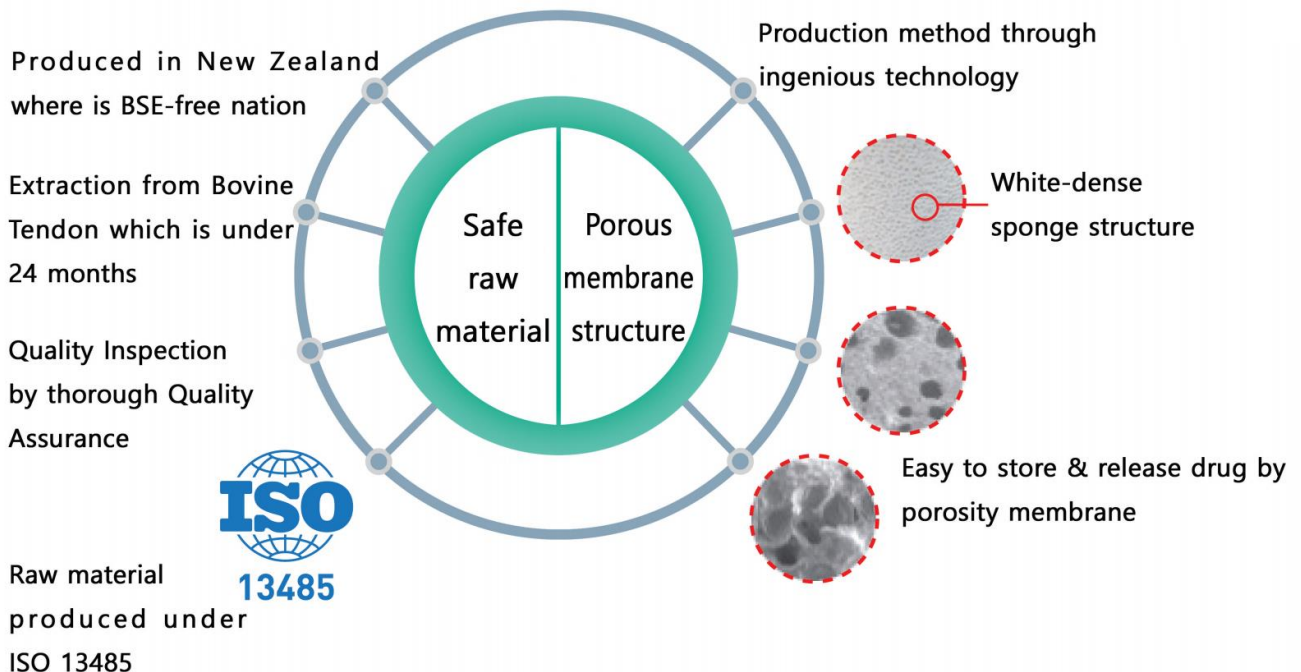 Produced in New Zealand
where is BSE-free nation
Extraction from Bovine
Tendon which is under
24 months
Quality Inspection
by thorough Quality
Assurance
ISO
13485
Raw material
produced under
ISO 13485
Safe
raw
material
Porous
membrane
structure
Production method through
ingenious technology
White-dense
sponge structure
Easy to store & release drug by
porosity membrane